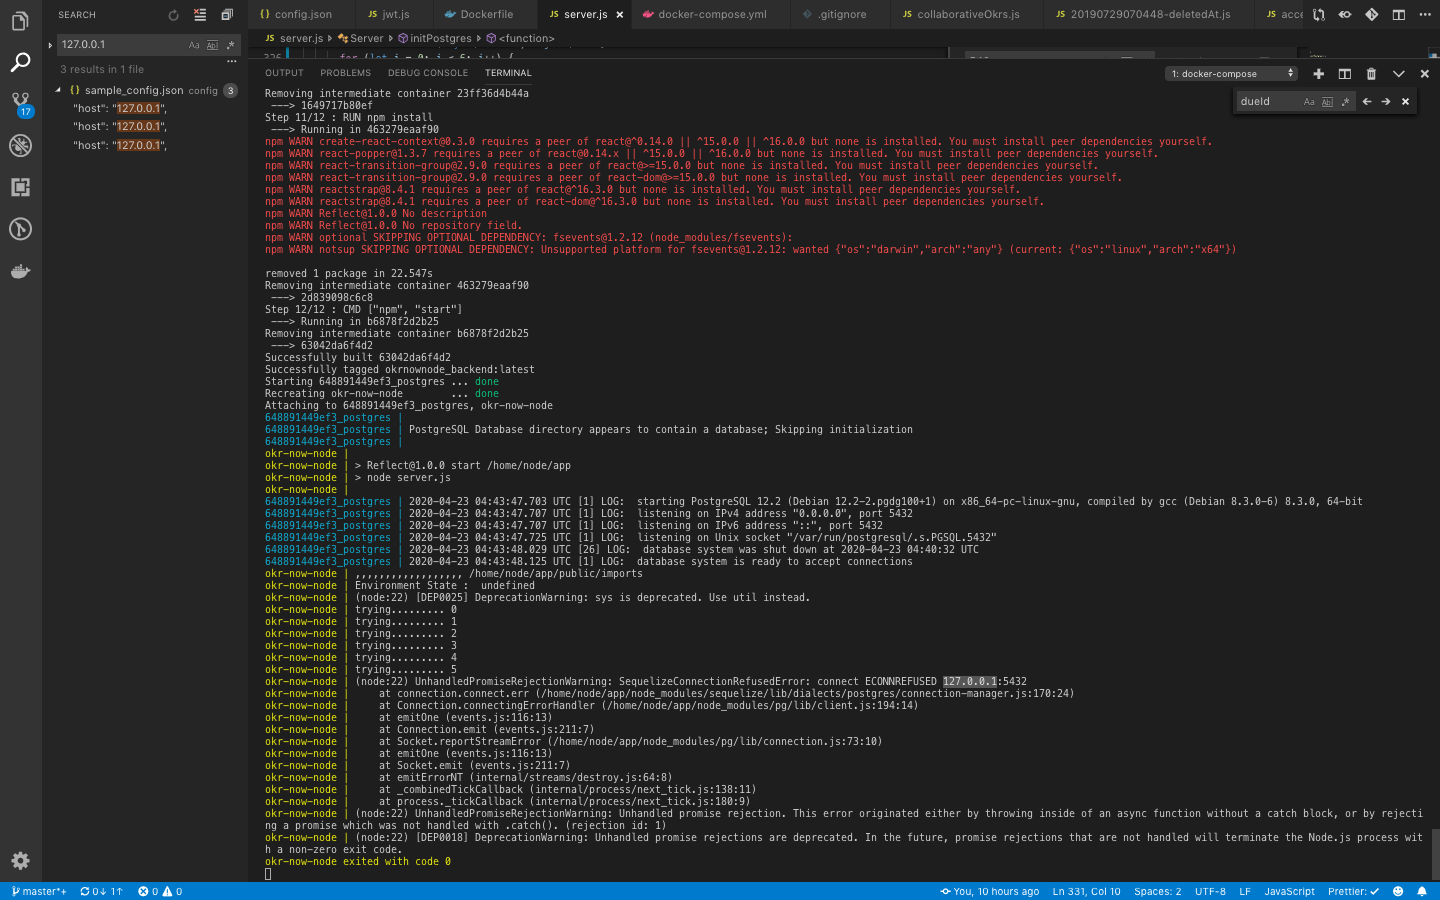 SEARCH
config.json
jwt.js
Dockerfile
server.js
docker-compose.yml
.gitignore
collaborativeOkrs.js
20190729070448-deletedAt.js
acce
127.0.0.1
3 results in 1 file
sample_config.json config 3
"host": "127.0.0.1",
"host": "127.0.0.1",
"host": "127.0.0.1",
17
server.js > Server > initPostgres > <function>
OUTPUT PROBLEMS DEBUG CONSOLE TERMINAL
1: docker-compose
dueId
Removing intermediate container 23ff36d4b44a
---> 1649717b80ef
Step 11/12 : RUN npm install
---> Running in 463279eaaf90
npm WARN create-react-context@0.3.0 requires a peer of react@^0.14.0 || ^15.0.0 || ^16.0.0 but none is installed. You must install peer dependencies yourself.
npm WARN react-popper@1.3.7 requires a peer of react@0.14.x || ^15.0.0 || ^16.0.0 but none is installed. You must install peer dependencies yourself.
npm WARN react-transition-group@2.9.0 requires a peer of react@>=15.0.0 but none is installed. You must install peer dependencies yourself.
npm WARN react-transition-group@2.9.0 requires a peer of react-dom@>=15.0.0 but none is installed. You must install peer dependencies yourself.
npm WARN reactstrap@8.4.1 requires a peer of react@^16.3.0 but none is installed. You must install peer dependencies yourself.
npm WARN reactstrap@8.4.1 requires a peer of react-dom@^16.3.0 but none is installed. You must install peer dependencies yourself.
npm WARN Reflect@1.0.0 No description
npm WARN Reflect@1.0.0 No repository field.
npm WARN optional SKIPPING OPTIONAL DEPENDENCY: fsevents@1.2.12 (node_modules/fsevents):
npm WARN notsup SKIPPING OPTIONAL DEPENDENCY: Unsupported platform for fsevents@1.2.12: wanted {"os":"darwin","arch":"any"} (current: {"os":"linux","arch":"x64"})
removed 1 package in 22.547s
Removing intermediate container 463279eaaf90
---> 2d839098c6c8
Step 12/12 : CMD ["npm", "start"]
---> Running in b6878f2d2b25
Removing intermediate container b6878f2d2b25
---> 63042da6f4d2
Successfully built 63042da6f4d2
Successfully tagged okrnownode_backend:latest
Starting 648891449ef3_postgres ... done
Recreating okr-now-node ... done
Attaching to 648891449ef3_postgres, okr-now-node
648891449ef3_postgres |
648891449ef3_postgres | PostgreSQL Database directory appears to contain a database; Skipping initialization
648891449ef3_postgres |
okr-now-node |
okr-now-node | > Reflect@1.0.0 start /home/node/app
okr-now-node | > node server.js
okr-now-node |
648891449ef3_postgres | 2020-04-23 04:43:47.703 UTC [1] LOG: starting PostgreSQL 12.2 (Debian 12.2-2.pgdg100+1) on x86_64-pc-linux-gnu, compiled by gcc (Debian 8.3.0-6) 8.3.0, 64-bit
648891449ef3_postgres | 2020-04-23 04:43:47.707 UTC [1] LOG: listening on IPv4 address "0.0.0.0", port 5432
648891449ef3_postgres | 2020-04-23 04:43:47.707 UTC [1] LOG: listening on IPv6 address "::", port 5432
648891449ef3_postgres | 2020-04-23 04:43:47.725 UTC [1] LOG: listening on Unix socket "/var/run/postgresql/.s.PGSQL.5432"
648891449ef3_postgres | 2020-04-23 04:43:48.029 UTC [26] LOG: database system was shut down at 2020-04-23 04:40:32 UTC
648891449ef3_postgres | 2020-04-23 04:43:48.125 UTC [1] LOG: database system is ready to accept connections
okr-now-node | ,,,,,,,,,,,,,,,,,, /home/node/app/public/imports
okr-now-node | Environment State : undefined
okr-now-node | (node:22) [DEP0025] DeprecationWarning: sys is deprecated. Use util instead.
okr-now-node | trying......... 0
okr-now-node | trying......... 1
okr-now-node | trying......... 2
okr-now-node | trying......... 3
okr-now-node | trying......... 4
okr-now-node | trying......... 5
okr-now-node | (node:22) UnhandledPromiseRejectionWarning: SequelizeConnectionRefusedError: connect ECONNREFUSED 127.0.0.1:5432
okr-now-node | at connection.connect.err (/home/node/app/node_modules/sequelize/lib/dialects/postgres/connection-manager.js:170:24)
okr-now-node | at Connection.connectingErrorHandler (/home/node/app/node_modules/pg/lib/client.js:194:14)
okr-now-node | at emitOne (events.js:116:13)
okr-now-node | at Connection.emit (events.js:211:7)
okr-now-node | at Socket.reportStreamError (/home/node/app/node_modules/pg/lib/connection.js:73:10)
okr-now-node | at emitOne (events.js:116:13)
okr-now-node | at Socket.emit (events.js:211:7)
okr-now-node | at emitErrorNT (internal/streams/destroy.js:64:8)
okr-now-node | at _combinedTickCallback (internal/process/next_tick.js:138:11)
okr-now-node | at process._tickCallback (internal/process/next_tick.js:180:9)
okr-now-node | (node:22) UnhandledPromiseRejectionWarning: Unhandled promise rejection. This error originated either by throwing inside of an async function without a catch block, or by rejecti
ng a promise which was not handled with .catch(). (rejection id: 1)
okr-now-node | (node:22) [DEP0018] DeprecationWarning: Unhandled promise rejections are deprecated. In the future, promise rejections that are not handled will terminate the Node.js process wit
h a non-zero exit code.
okr-now-node exited with code 0
master*+ 0↓ 1↑ 0 0
You, 10 hours ago Ln 331, Col 10 Spaces: 2 UTF-8 LF JavaScript Prettier: ✓